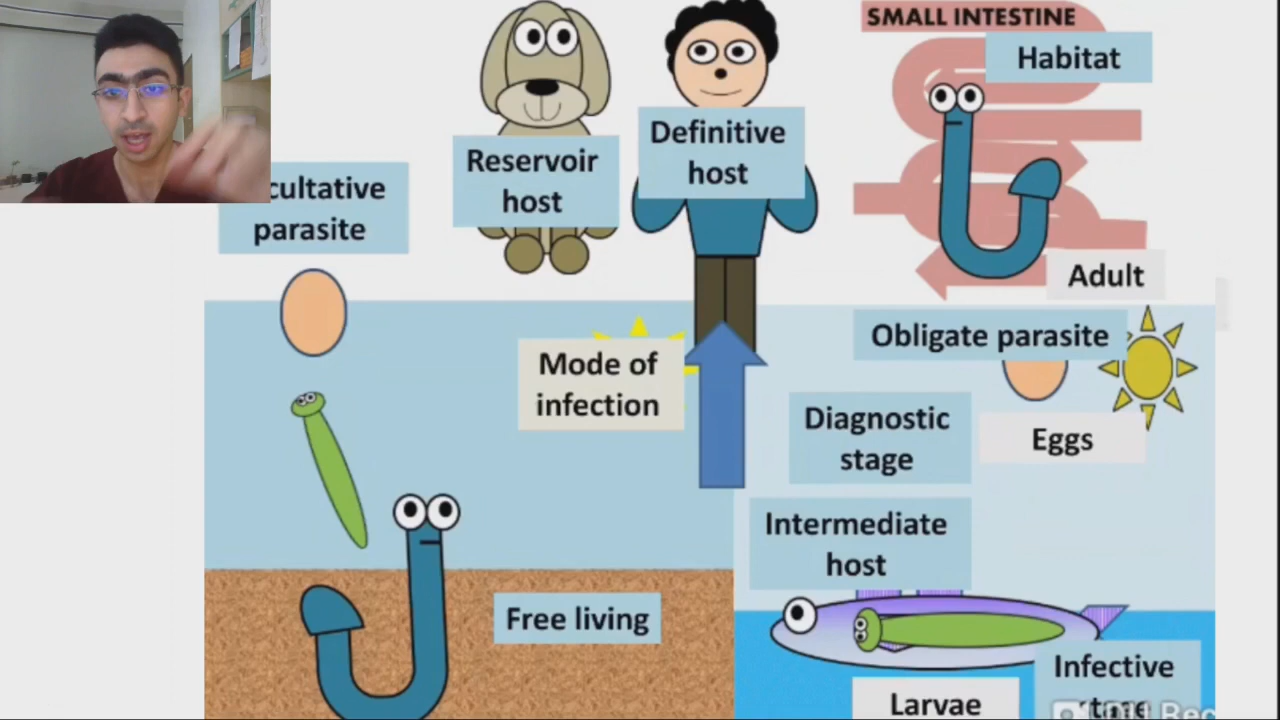 SMALL INTESTINE
Habitat
Definitive
host
Reservoir
host
cultative
parasite
Adult
Obligate parasite
Mode of
infection
Diagnostic
stage
Eggs
Intermediate
host
Free living
Infective
Larvae